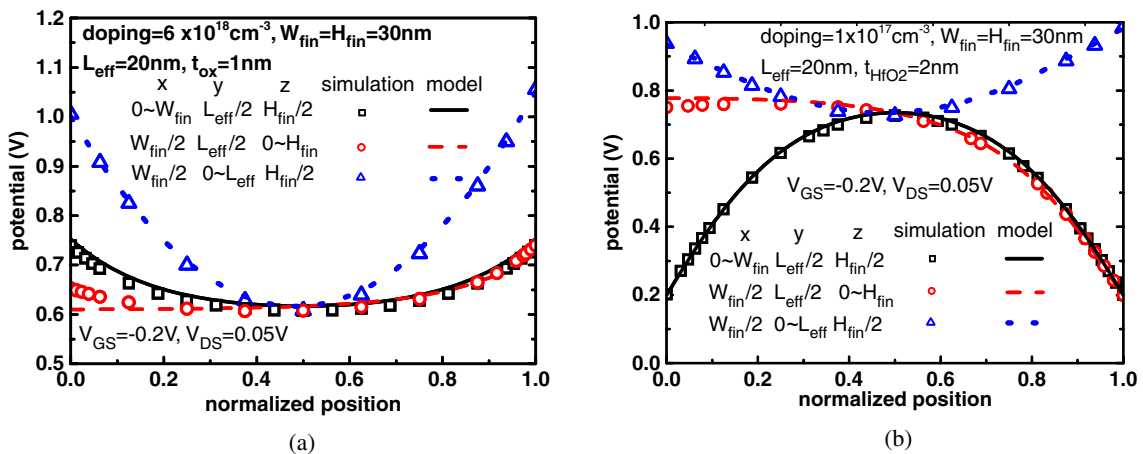 doping=6 x10^18cm^-3, W_fin=H_fin=30nm
L_eff=20nm, t_ox=1nm
x y z simulation model
0~W_fin L_eff/2 H_fin/2
W_fin/2 L_eff/2 0~H_fin
W_fin/2 0~L_eff H_fin/2
V_GS=-0.2V, V_DS=0.05V
potential (V)
1.2
1.1
1.0
0.9
0.8
0.7
0.6
0.5
0.0 0.2 0.4 0.6 0.8 1.0
normalized position
(a)
doping=1x10^17cm^-3, W_fin=H_fin=30nm
L_eff=20nm, t_HfO2=2nm
V_GS=-0.2V, V_DS=0.05V
x y z simulation model
0~W_fin L_eff/2 H_fin/2
W_fin/2 L_eff/2 0~H_fin
W_fin/2 0~L_eff H_fin/2
potential (V)
1.0
0.8
0.6
0.4
0.2
0.0
0.0 0.2 0.4 0.6 0.8 1.0
normalized position
(b)